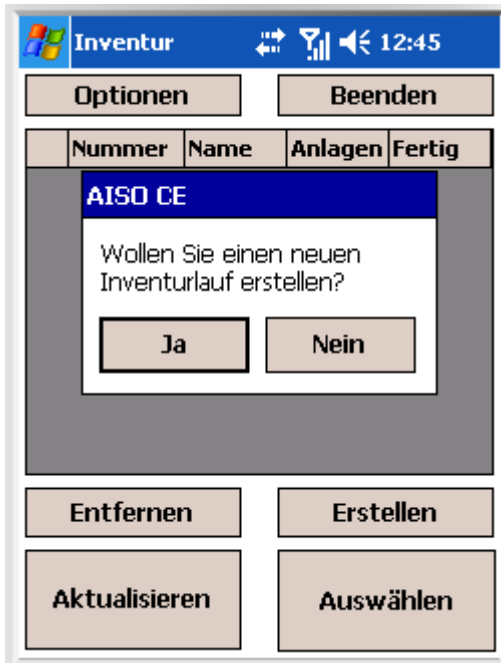 Inventur 12:45
Optionen Beenden
Nummer Name Anlagen Fertig
AISO CE
Wollen Sie einen neuen
Inventurlauf erstellen?
Ja Nein
Entfernen Erstellen
Aktualisieren Auswählen